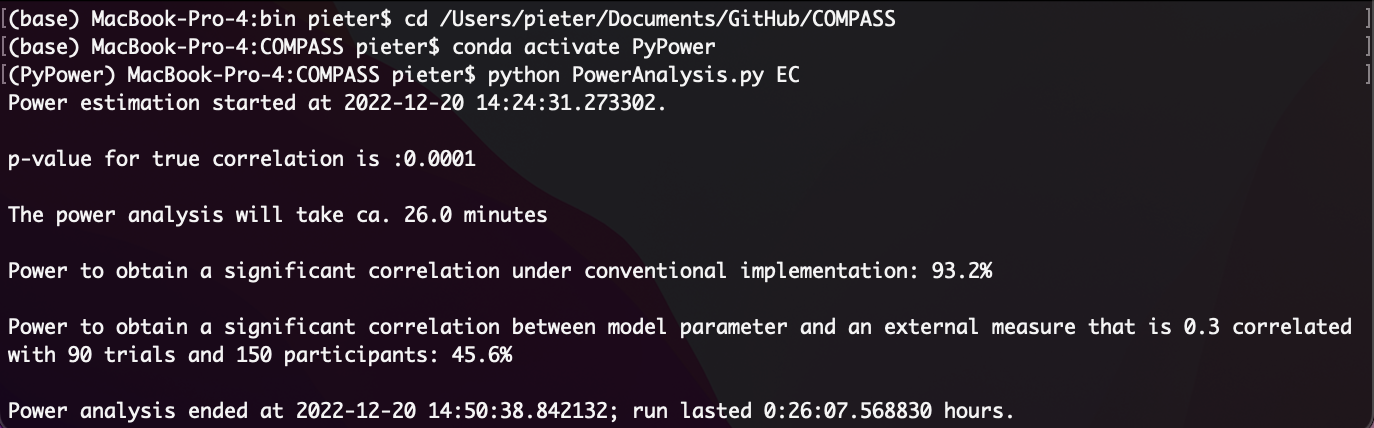 [(base) MacBook-Pro-4:bin pieter$ cd /Users/pieter/Documents/GitHub/COMPASS ]
[(base) MacBook-Pro-4:COMPASS pieter$ conda activate PyPower ]
[(PyPower) MacBook-Pro-4:COMPASS pieter$ python PowerAnalysis.py EC ]
Power estimation started at 2022-12-20 14:24:31.273302.
p-value for true correlation is :0.0001
The power analysis will take ca. 26.0 minutes
Power to obtain a significant correlation under conventional implementation: 93.2%
Power to obtain a significant correlation between model parameter and an external measure that is 0.3 correlated
with 90 trials and 150 participants: 45.6%
Power analysis ended at 2022-12-20 14:50:38.842132; run lasted 0:26:07.568830 hours.